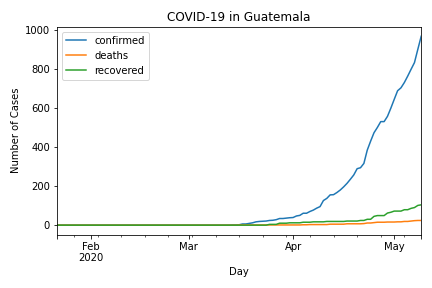 COVID-19 in Guatemala
confirmed
deaths
recovered
Number of Cases
1000
800
600
400
200
0
Feb
2020
Mar
Apr
May
Day